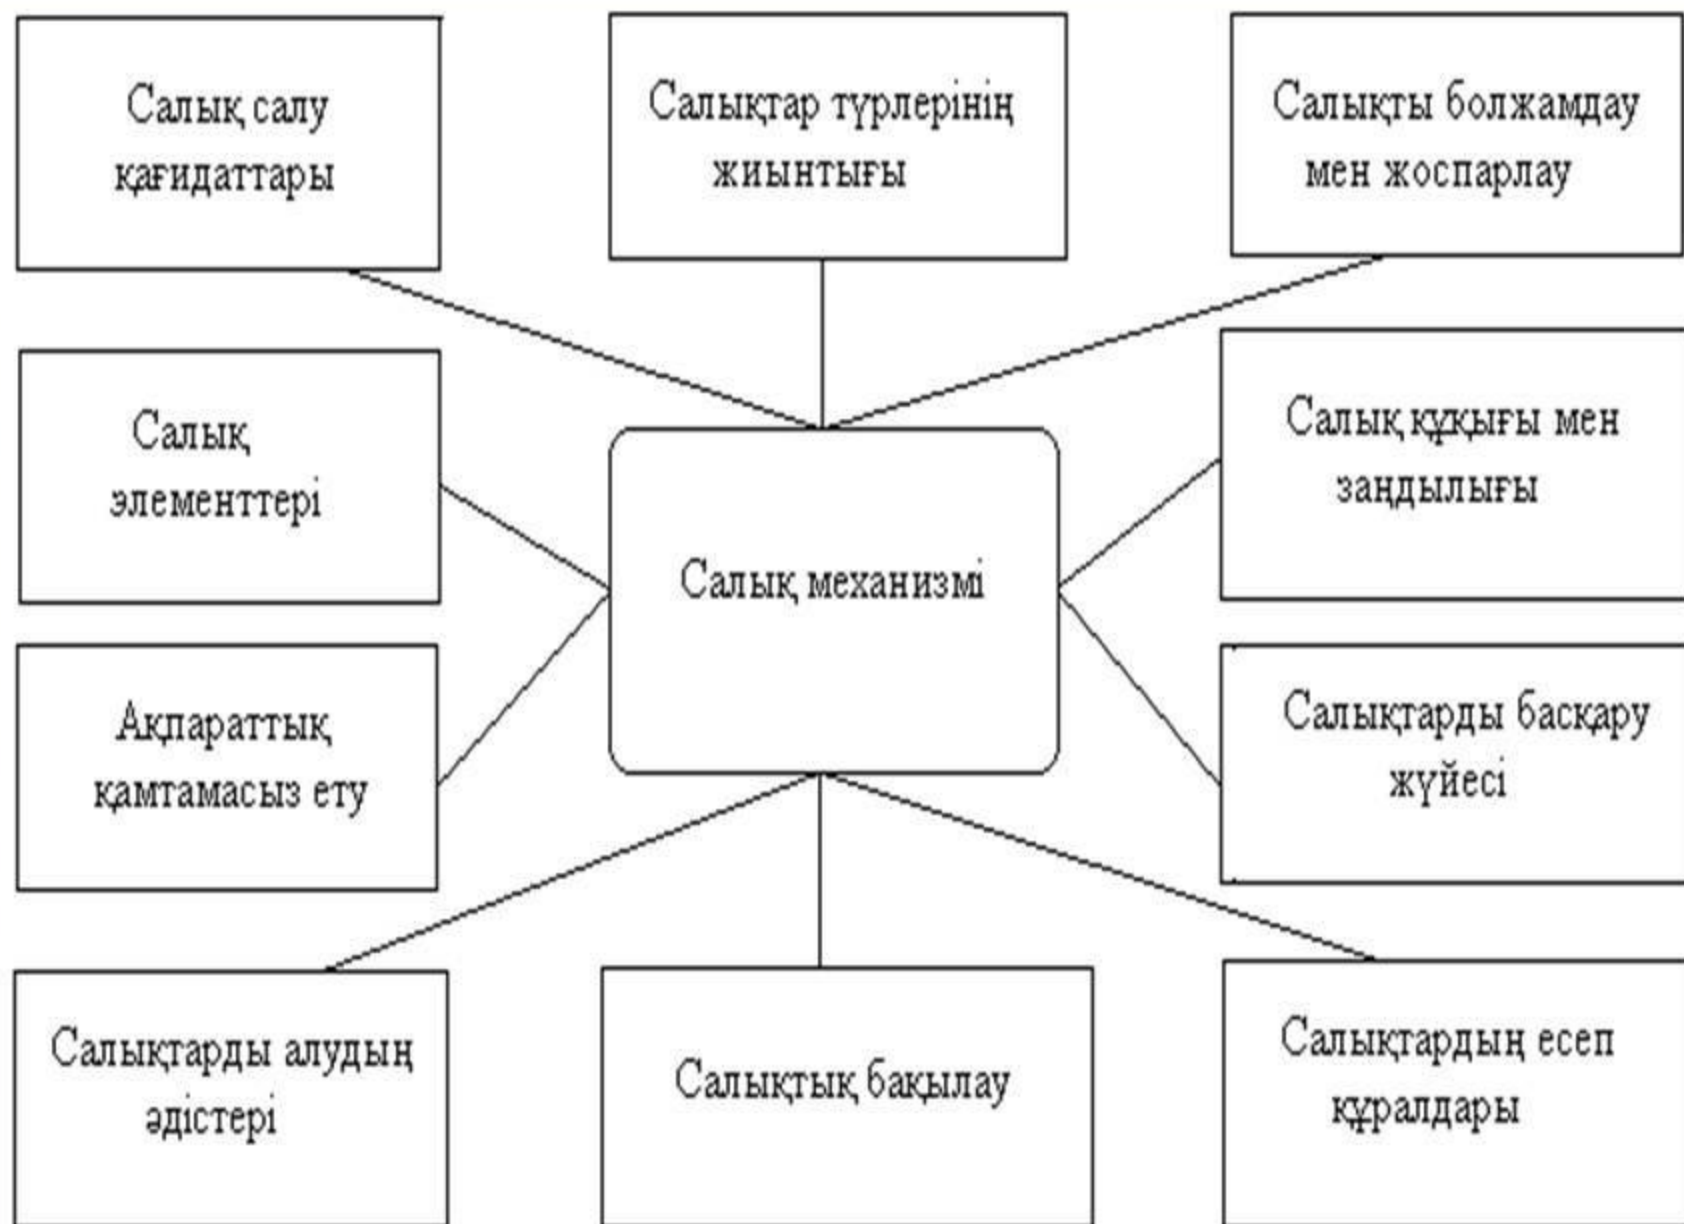 Салық салу
қағидаттары
Салықтар түрлерінің
жиынтығы
Салықты болжамдау
мен жоспарлау
Салық
элементтері
Салық құқығы мен
заңдылығы
Салық механизмі
Ақпараттық
қамтамасыз ету
Салықтарды басқару
жүйесі
Салықтарды алудың
әдістері
Салықтық бақылау
Салықтардың есеп
құралдары